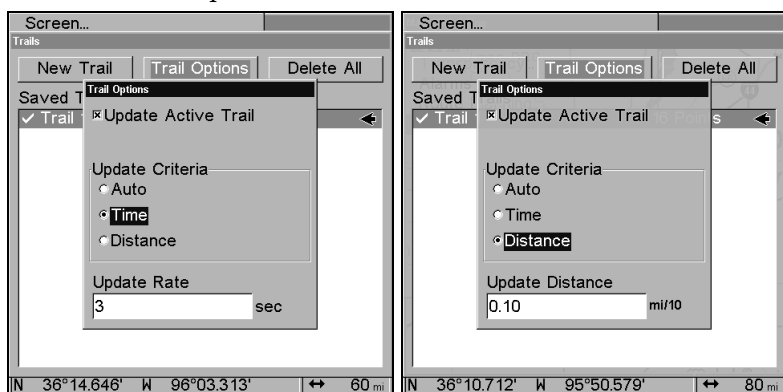 Screen...
Trails
New Trail
Trail Options
Delete All
Saved T
Trail
Trail Options
Update Active Trail
Update Criteria
Auto
Time
Distance
Update Rate
3 sec
N 36°14.646' W 96°03.313' ↔ 60 mi
Screen...
Trails
New Trail
Trail Options
Delete All
Saved T
Trail
s
Trail Options
Update Active Trail
Update Criteria
Auto
Time
Distance
Update Distance
0.10 mi/10
N 36°10.712' W 95°50.579' ↔ 80 mi